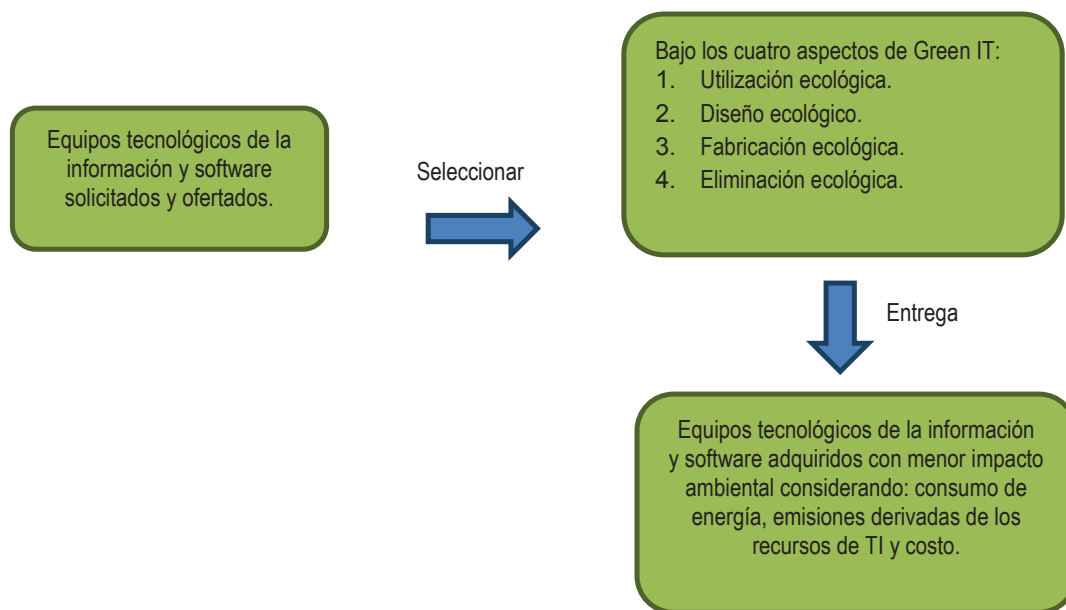 Equipos tecnológicos de la
información y software
solicitados y ofertados.
Seleccionar
Bajo los cuatro aspectos de Green IT:
1. Utilización ecológica.
2. Diseño ecológico.
3. Fabricación ecológica.
4. Eliminación ecológica.
Entrega
Equipos tecnológicos de la información
y software adquiridos con menor impacto
ambiental considerando: consumo de
energía, emisiones derivadas de los
recursos de TI y costo.